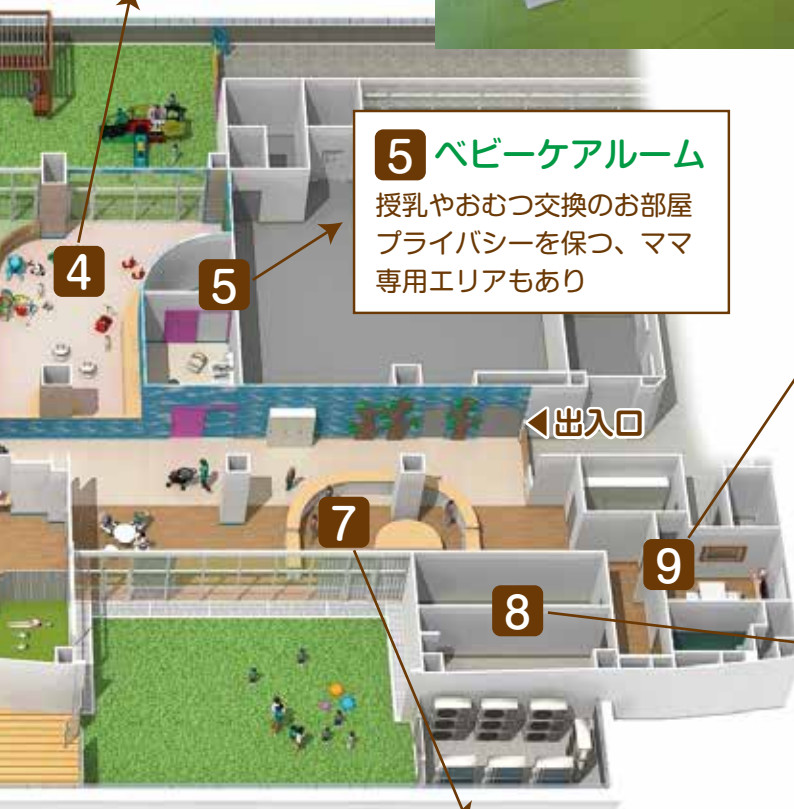 5 ベビーケアルーム
授乳やおむつ交換のお部屋
プライバシーを保つ、ママ
専用エリアもあり
4
5
◀出入口
7
9
8